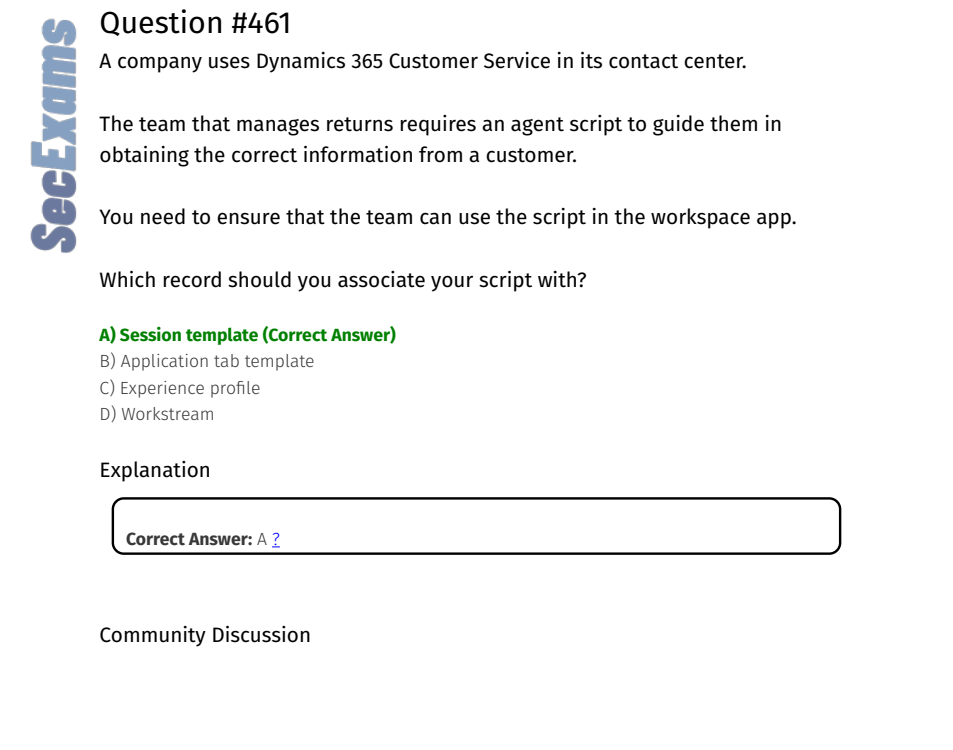 SecExams
Question #461
A company uses Dynamics 365 Customer Service in its contact center.
The team that manages returns requires an agent script to guide them in
obtaining the correct information from a customer.
You need to ensure that the team can use the script in the workspace app.
Which record should you associate your script with?
A) Session template (Correct Answer)
B) Application tab template
C) Experience profile
D) Workstream
Explanation
Correct Answer: A ?
Community Discussion